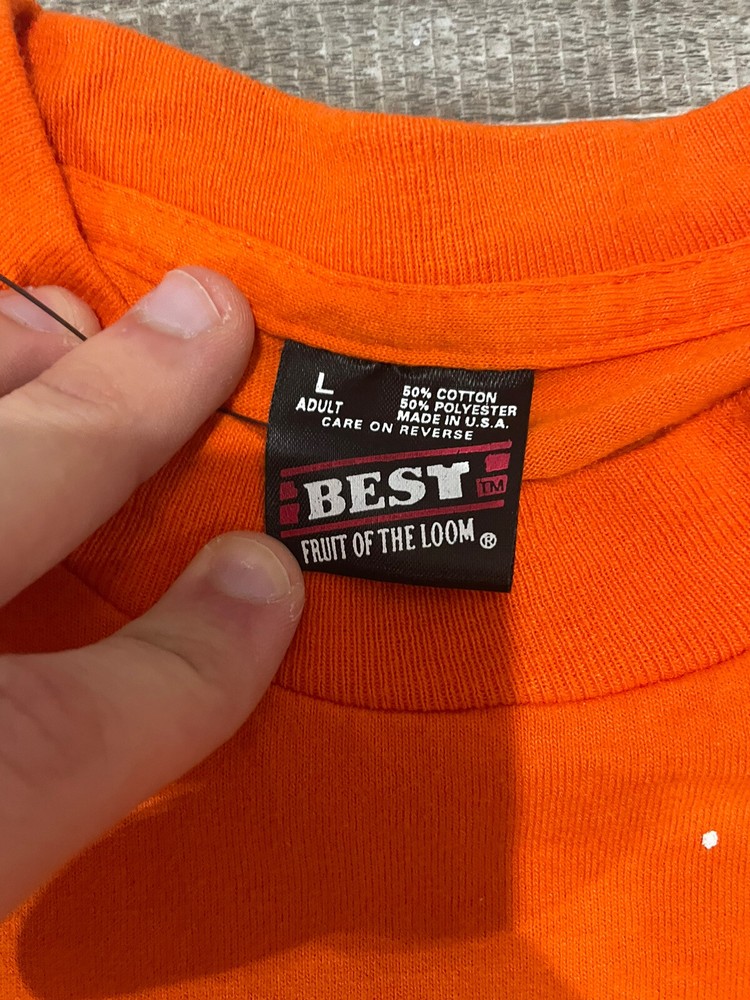 L
ADULT
50% COTTON
50% POLYESTER
MADE IN U.S.A.
CARE ON REVERSE
BEST TM
FRUIT OF THE LOOM ®